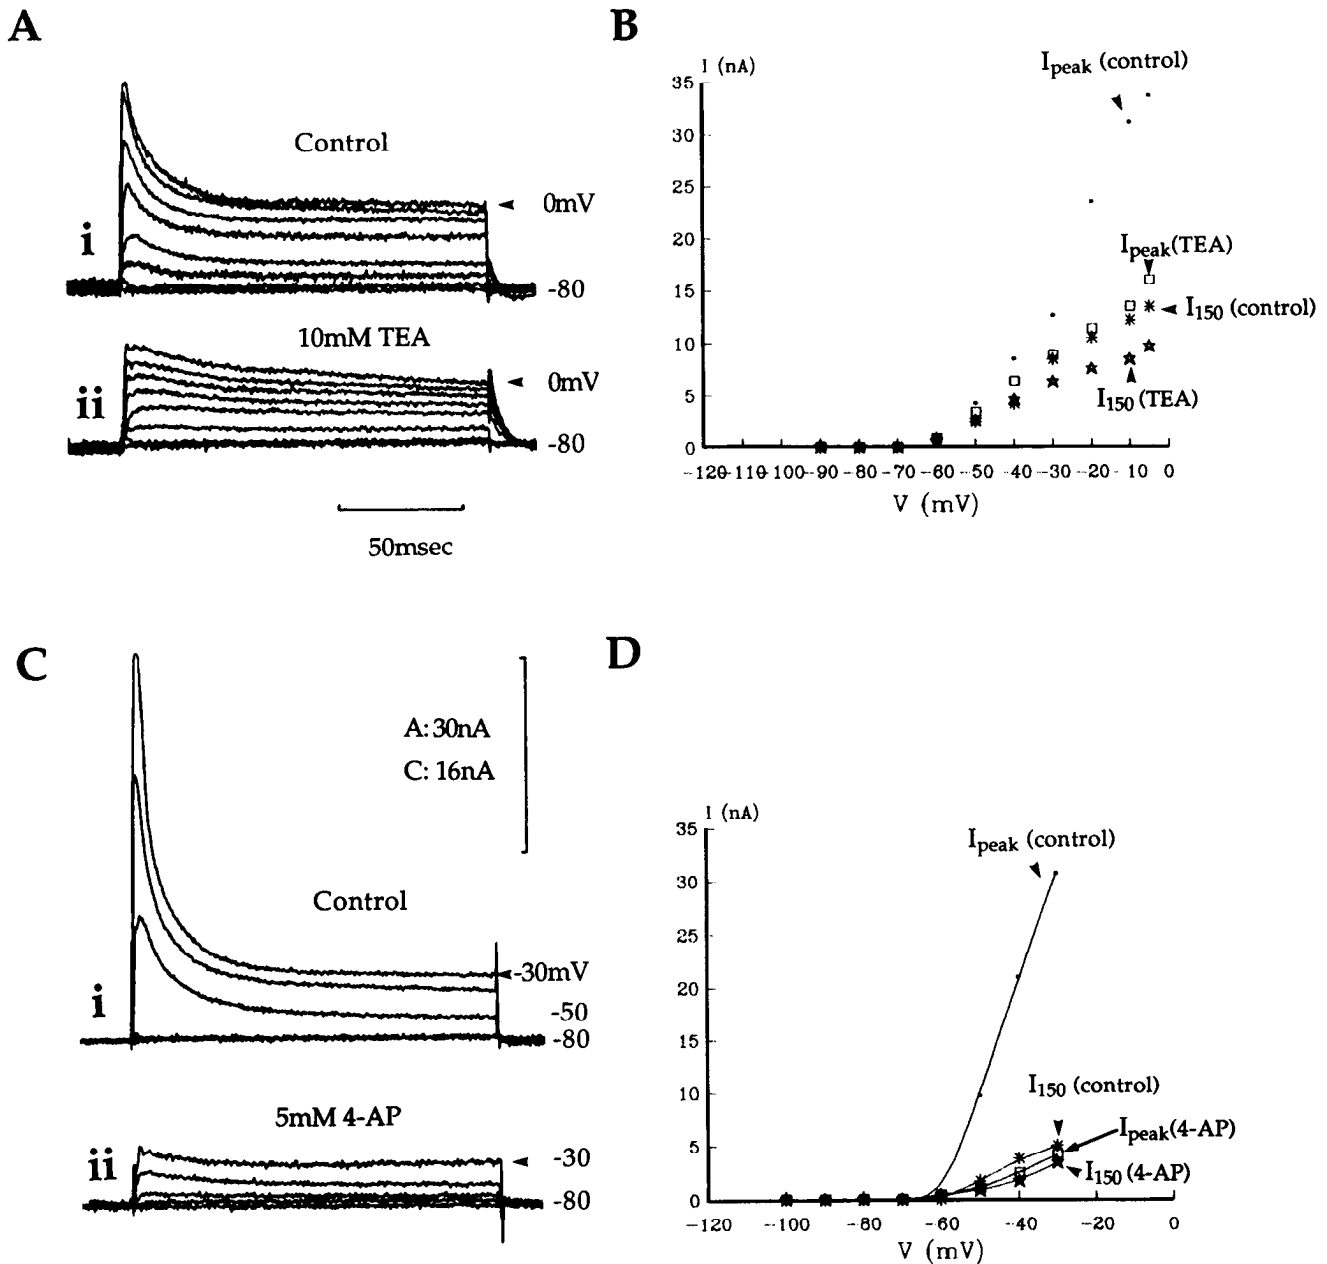 A
Control
i
0mV
-80
10mM TEA
ii
0mV
-80
50msec
B
I (nA)
35
30
25
20
15
10
5
0
-120 -110 -100 -90 -80 -70 -60 -50 -40 -30 -20 -10 0
V (mV)
Ipeak (control)
Ipeak (TEA)
I150 (control)
I150 (TEA)
C
A: 30nA
C: 16nA
Control
i
-30mV
-50
-80
5mM 4-AP
ii
-30
-80
D
I (nA)
35
30
25
20
15
10
5
0
-120 -100 -80 -60 -40 -20 0
V (mV)
Ipeak (control)
I150 (control)
Ipeak (4-AP)
I150 (4-AP)